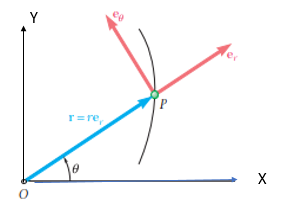 Y
e_θ
e_r
P
r = re_r
θ
X
O